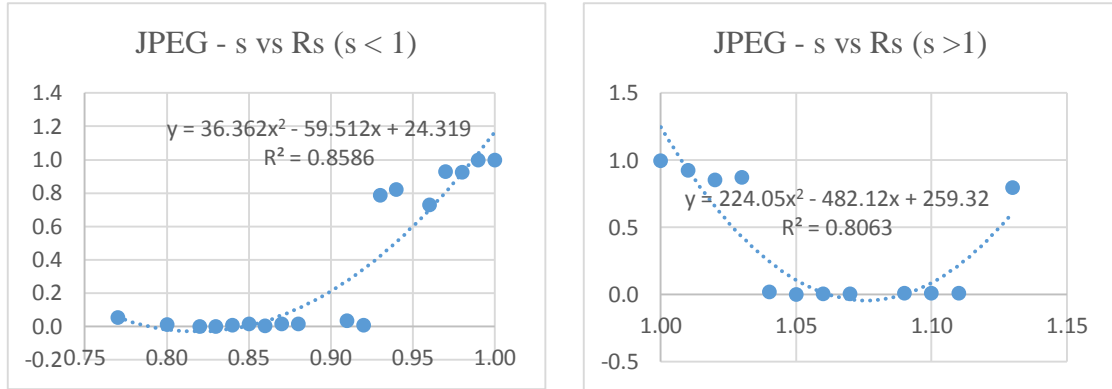 JPEG - s vs Rs (s < 1)
1.4
1.2
1.0
0.8
0.6
0.4
0.2
0.0
-0.2
y = 36.362x² - 59.512x + 24.319
R² = 0.8586
0.75 0.80 0.85 0.90 0.95 1.00
JPEG - s vs Rs (s >1)
1.5
1.0
0.5
0.0
-0.5
y = 224.05x² - 482.12x + 259.32
R² = 0.8063
1.00 1.05 1.10 1.15